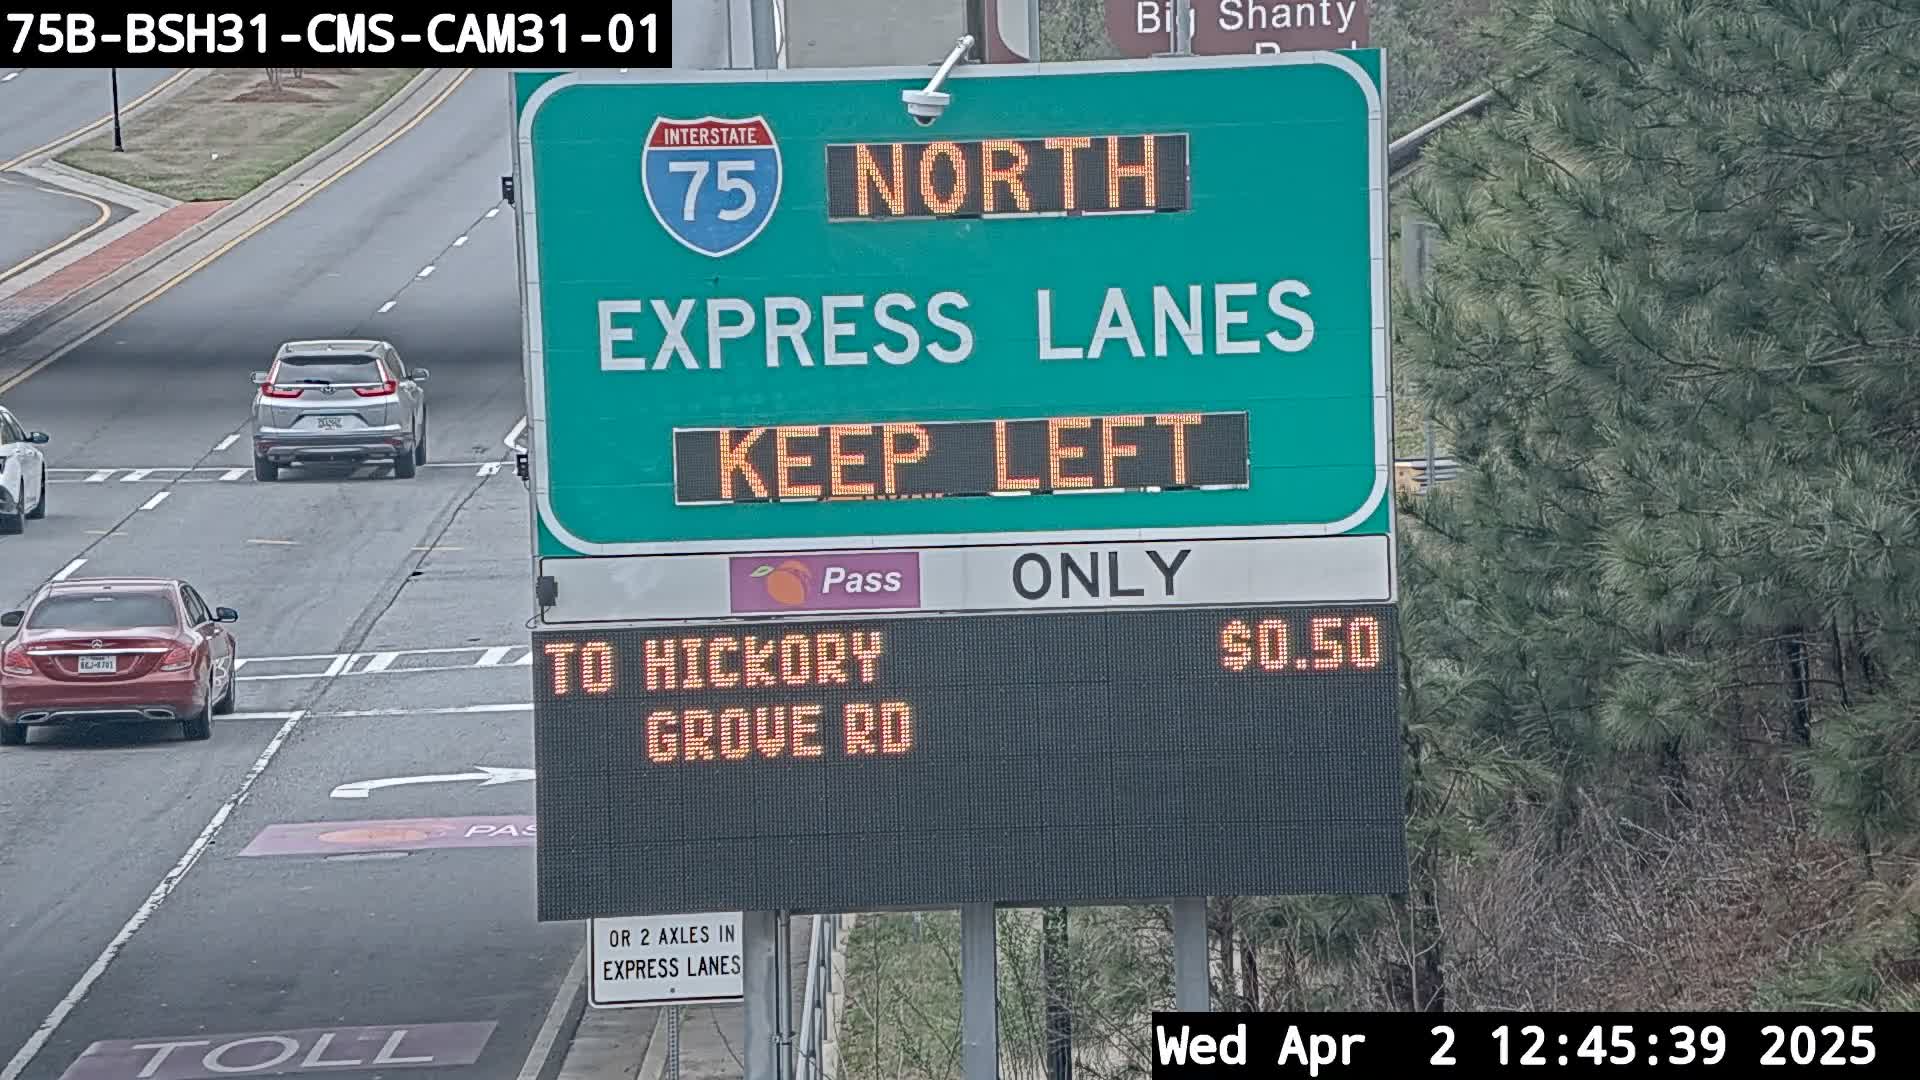 75B-BSH31-CMS-CAM31-01
Big Shanty
INTERSTATE
75
NORTH
EXPRESS LANES
KEEP LEFT
Pass ONLY
TO HICKORY $0.50
GROVE RD
OR 2 AXLES IN
EXPRESS LANES
TOLL
Wed Apr 2 12:45:39 2025